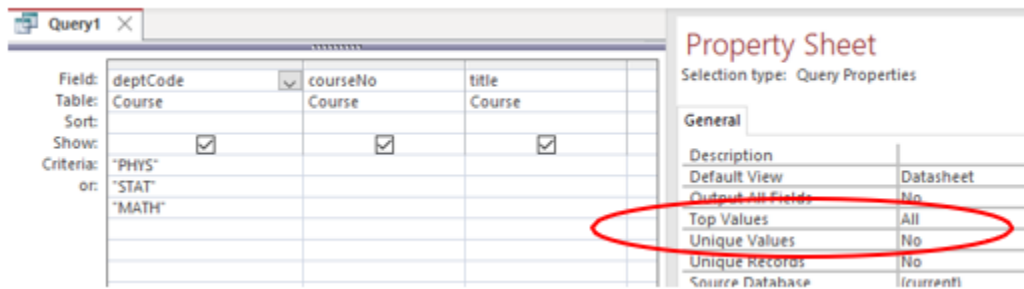 Query1
Field: deptCode courseNo title
Table: Course Course Course
Sort:
Show:
Criteria: "PHYS"
or: "STAT"
"MATH"
Property Sheet
Selection type: Query Properties
General
Description
Default View Datasheet
Output All Fields No
Top Values All
Unique Values No
Unique Records No
Source Database (current)